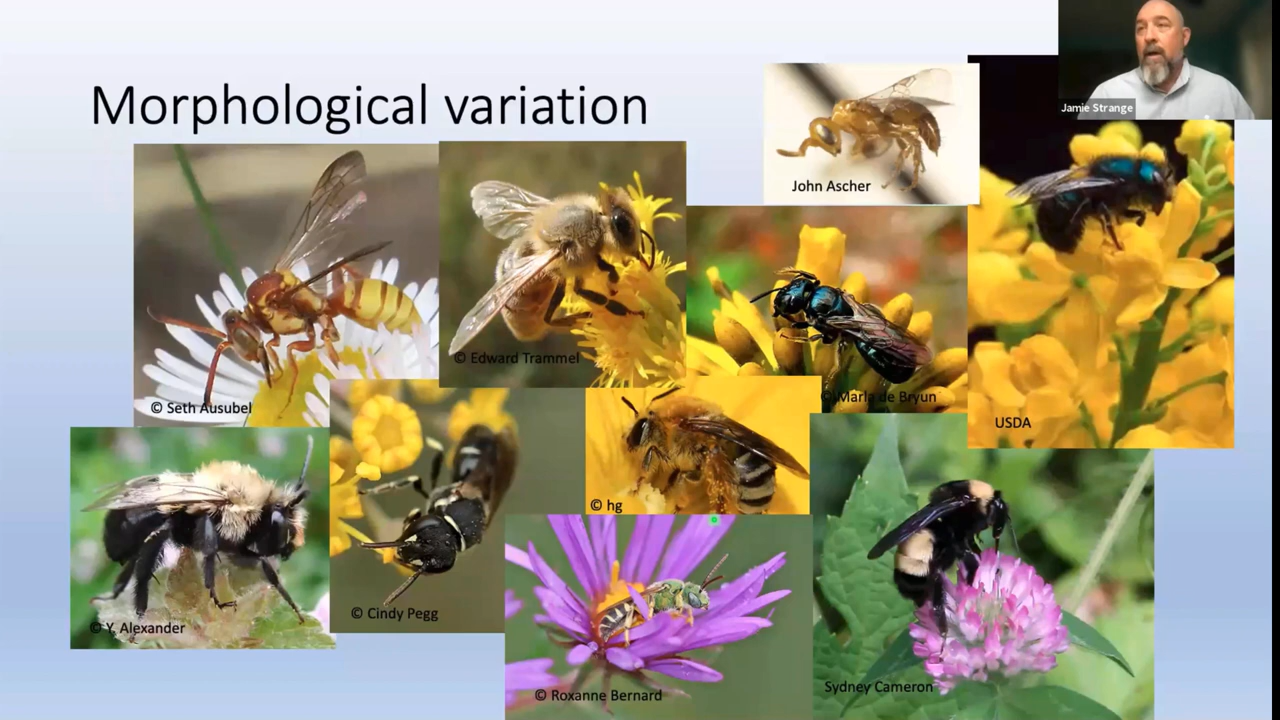 Jamie Strange
Morphological variation
John Ascher
© Edward Trammel
© Marla de Bryun
© Seth Ausubel
USDA
© hg
© Cindy Pegg
© Y. Alexander
Sydney Cameron
© Roxanne Bernard